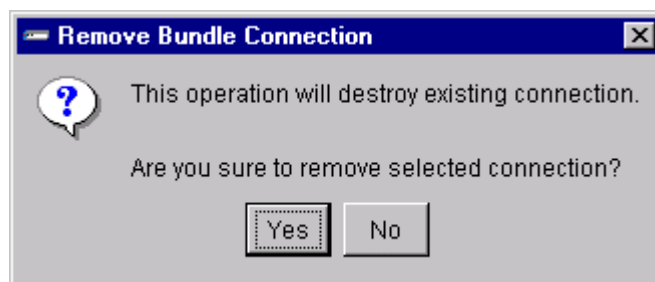 Remove Bundle Connection
This operation will destroy existing connection.
Are you sure to remove selected connection?
Yes No